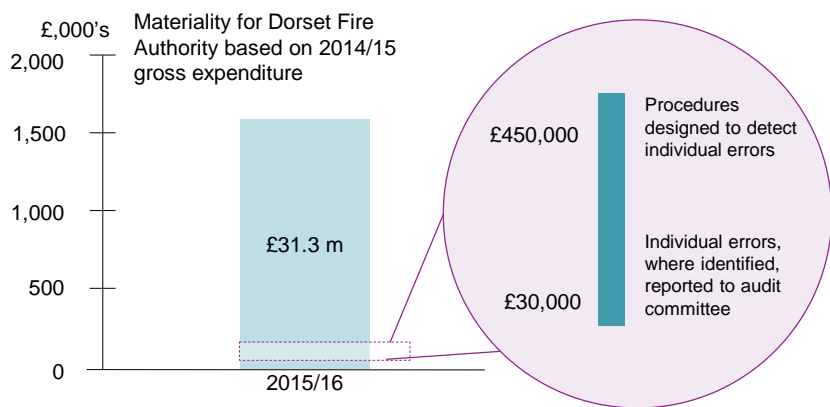 £,000's
Materiality for Dorset Fire
Authority based on 2014/15
gross expenditure
2,000
1,500
1,000
500
0
£31.3 m
2015/16
£450,000
Procedures
designed to detect
individual errors
£30,000
Individual errors,
where identified,
reported to audit
committee